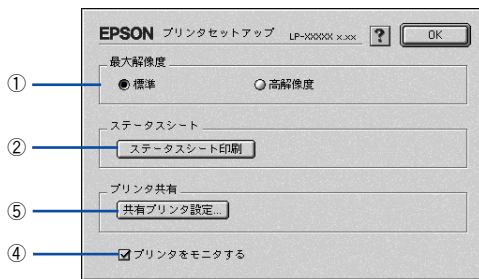 EPSON プリンタセットアップ LP-XXXXX x.xx ? OK
最大解像度
① 標準 高解像度
ステータスシート
② ステータスシート印刷
プリンタ共有
⑤ 共有プリンタ設定...
④ プリンタをモニタする